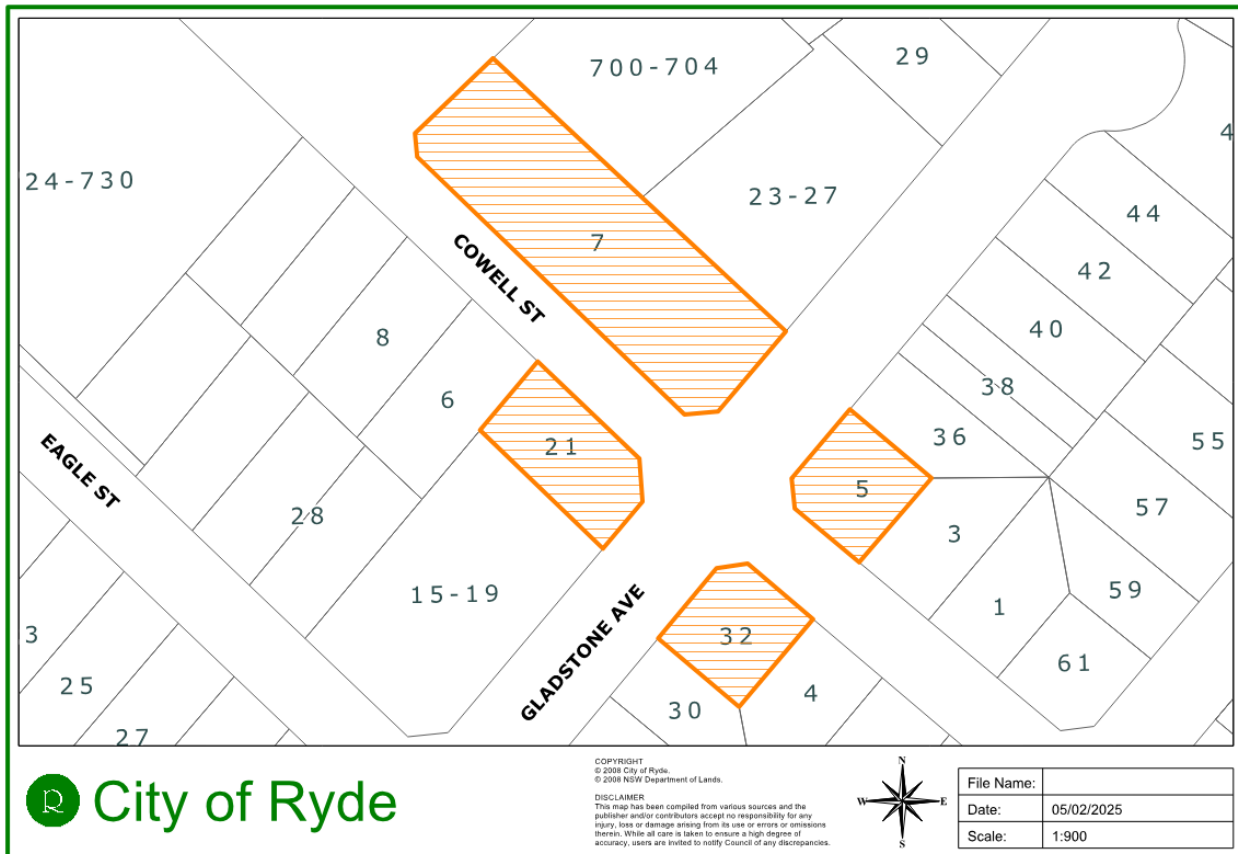 700-704
29
24-730
23-27
44
7
42
COWELL ST
40
8
38
6
36
21
55
EAGLE ST
5
57
28
3
15-19
59
1
GLADSTONE AVE
32
3
61
25
4
30
27
City of Ryde
COPYRIGHT
© 2008 City of Ryde.
© 2008 NSW Department of Lands.
DISCLAIMER
This map has been compiled from various sources and the
publisher and/or contributors accept no responsibility for any
injury, loss or damage arising from its use or errors or omissions
therein. While all care is taken to ensure a high degree of
accuracy, users are invited to notify Council of any discrepancies.
N
W
E
S
File Name:
Date: 05/02/2025
Scale: 1:900